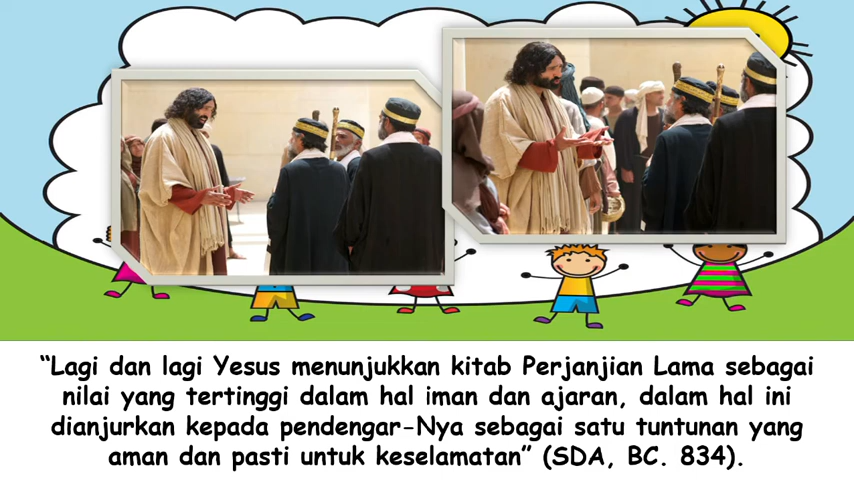 “Lagi dan lagi Yesus menunjukkan kitab Perjanjian Lama sebagai
nilai yang tertinggi dalam hal iman dan ajaran, dalam hal ini
dianjurkan kepada pendengar-Nya sebagai satu tuntunan yang
aman dan pasti untuk keselamatan” (SDA, BC. 834).